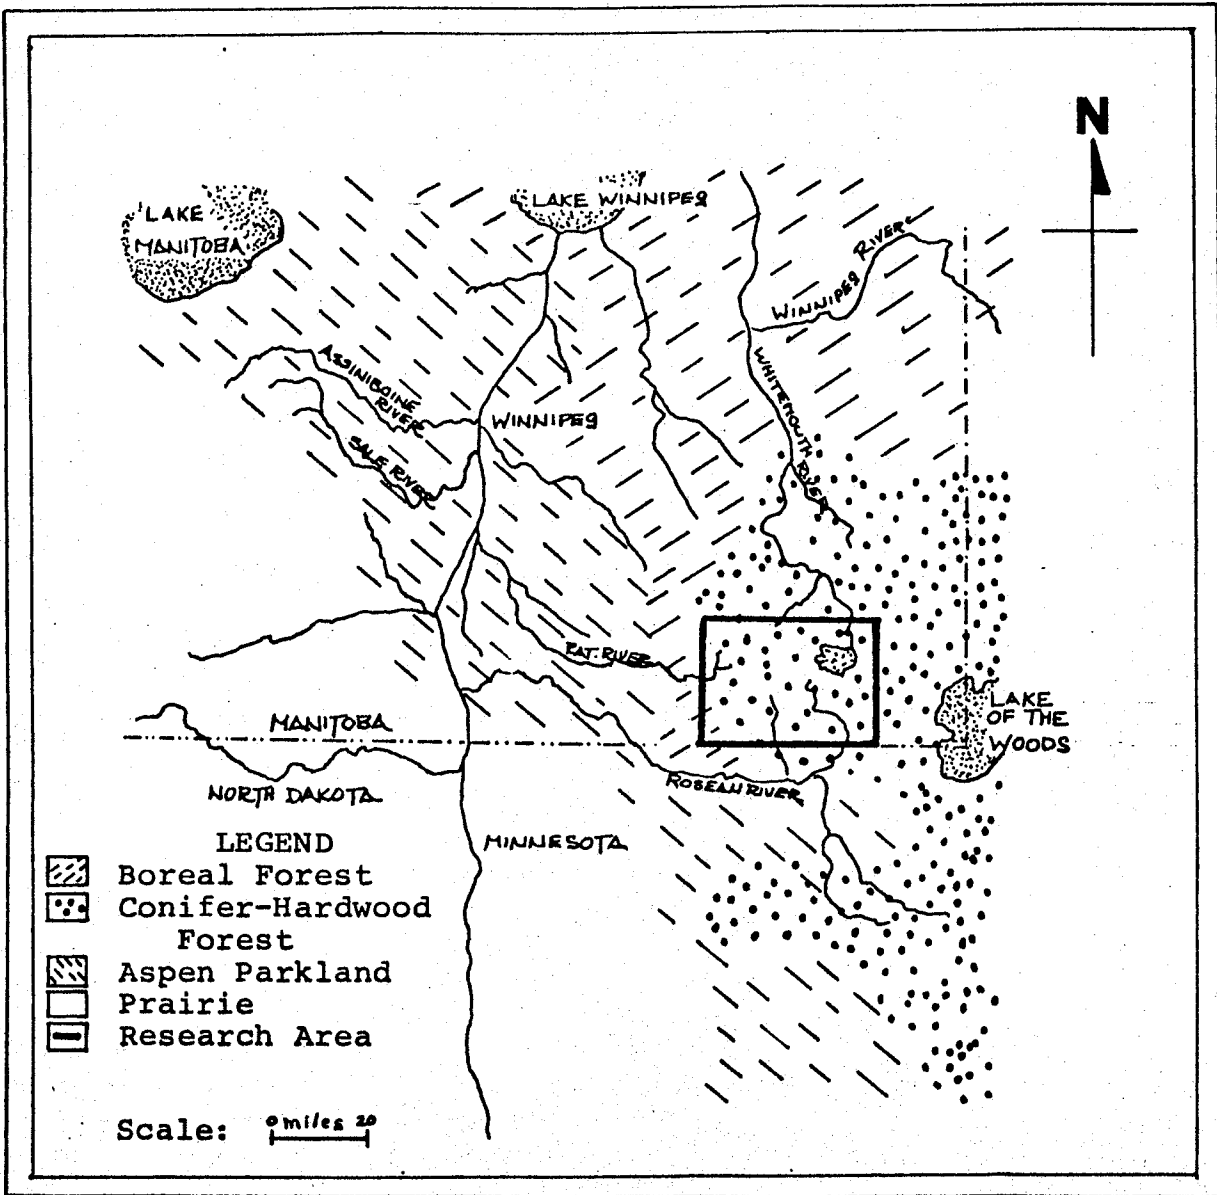 N
LAKE
MANITOBA
LAKE WINNIPEG
WINNIPEG RIVER
ASSINIBOINE
RIVER
WINNIPEG
WHITEMOUTH
RIVER
SALE RIVER
RAT. RIVER
LAKE
OF THE
WOODS
MANITOBA
NORTH DAKOTA
ROSEAU RIVER
MINNESOTA
LEGEND
Boreal Forest
Conifer-Hardwood
Forest
Aspen Parkland
Prairie
Research Area
Scale: 0 miles 20